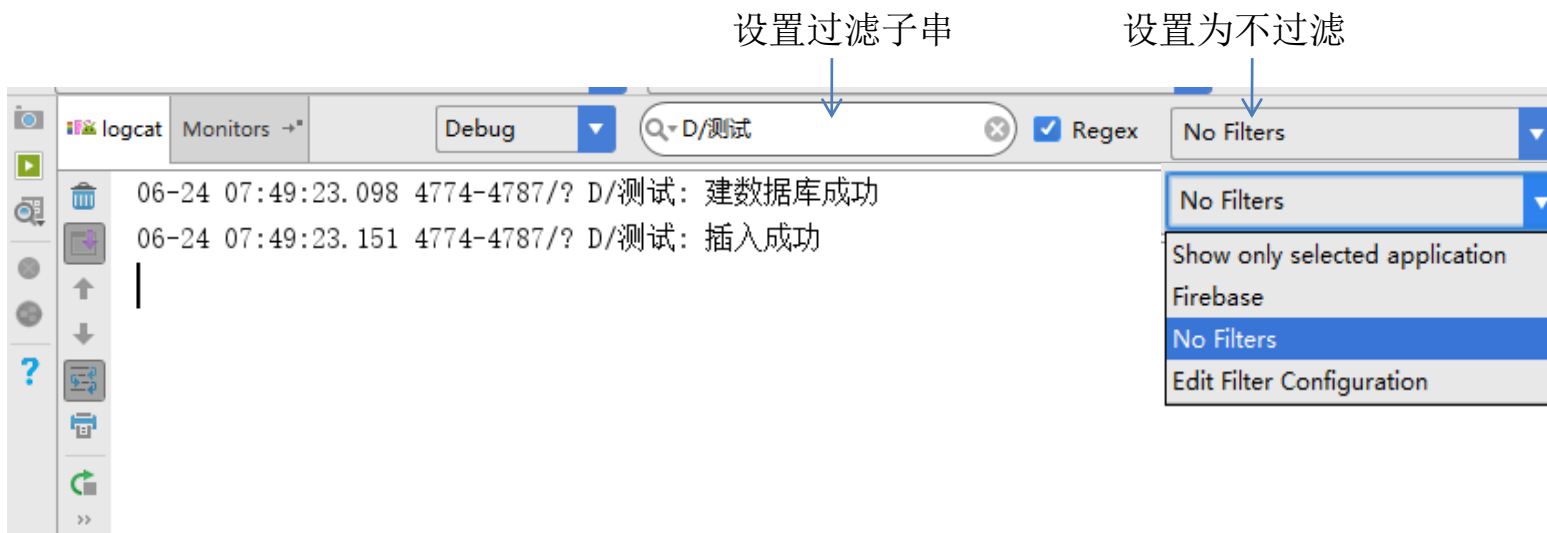 设置过滤子串 设置为不过滤
logcat Monitors Debug D/测试 Regex No Filters
06-24 07:49:23.098 4774-4787/? D/测试: 建数据库成功
06-24 07:49:23.151 4774-4787/? D/测试: 插入成功
No Filters
Show only selected application
Firebase
No Filters
Edit Filter Configuration